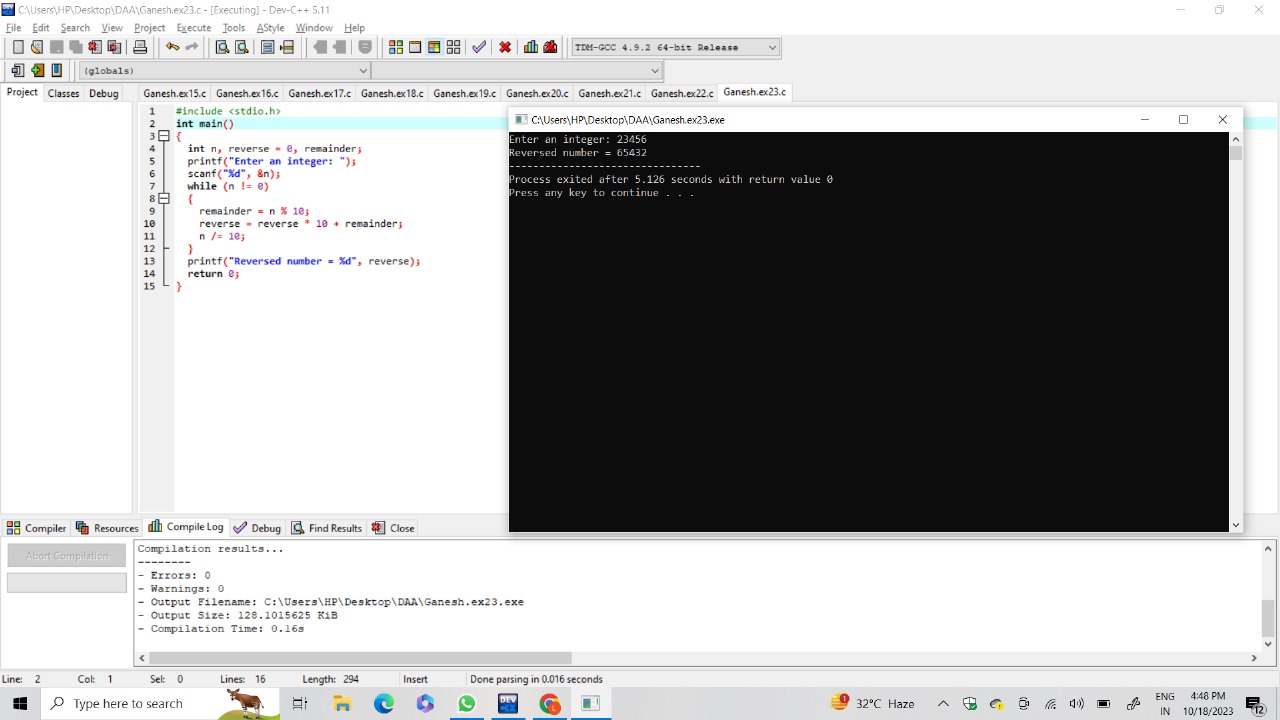 C:\Users\HP\Desktop\DAA\Ganesh.ex23.c - [Executing] - Dev-C++ 5.11
File Edit Search View Project Execute Tools AStyle Window Help
TDM-GCC 4.9.2 64-bit Release
(globals)
Project Classes Debug
Ganesh.ex15.c Ganesh.ex16.c Ganesh.ex17.c Ganesh.ex18.c Ganesh.ex19.c Ganesh.ex20.c Ganesh.ex21.c Ganesh.ex22.c Ganesh.ex23.c
1 #include <stdio.h>
2 int main()
3 {
4 int n, reverse = 0, remainder;
5 printf("Enter an integer: ");
6 scanf("%d", &n);
7 while (n != 0)
8 {
9 remainder = n % 10;
10 reverse = reverse * 10 + remainder;
11 n /= 10;
12 }
13 printf("Reversed number = %d", reverse);
14 return 0;
15 }
C:\Users\HP\Desktop\DAA\Ganesh.ex23.exe
Enter an integer: 23456
Reversed number = 65432
--------------------------------
Process exited after 5.126 seconds with return value 0
Press any key to continue . . .
Compiler Resources Compile Log Debug Find Results Close
Abort Compilation
Compilation results...
--------
- Errors: 0
- Warnings: 0
- Output Filename: C:\Users\HP\Desktop\DAA\Ganesh.ex23.exe
- Output Size: 128.1015625 KiB
- Compilation Time: 0.16s
Line: 2 Col: 1 Sel: 0 Lines: 16 Length: 294 Insert Done parsing in 0.016 seconds
Type here to search
DEV
1
32°C Haze
ENG
IN
4:48 PM
10/18/2023
12